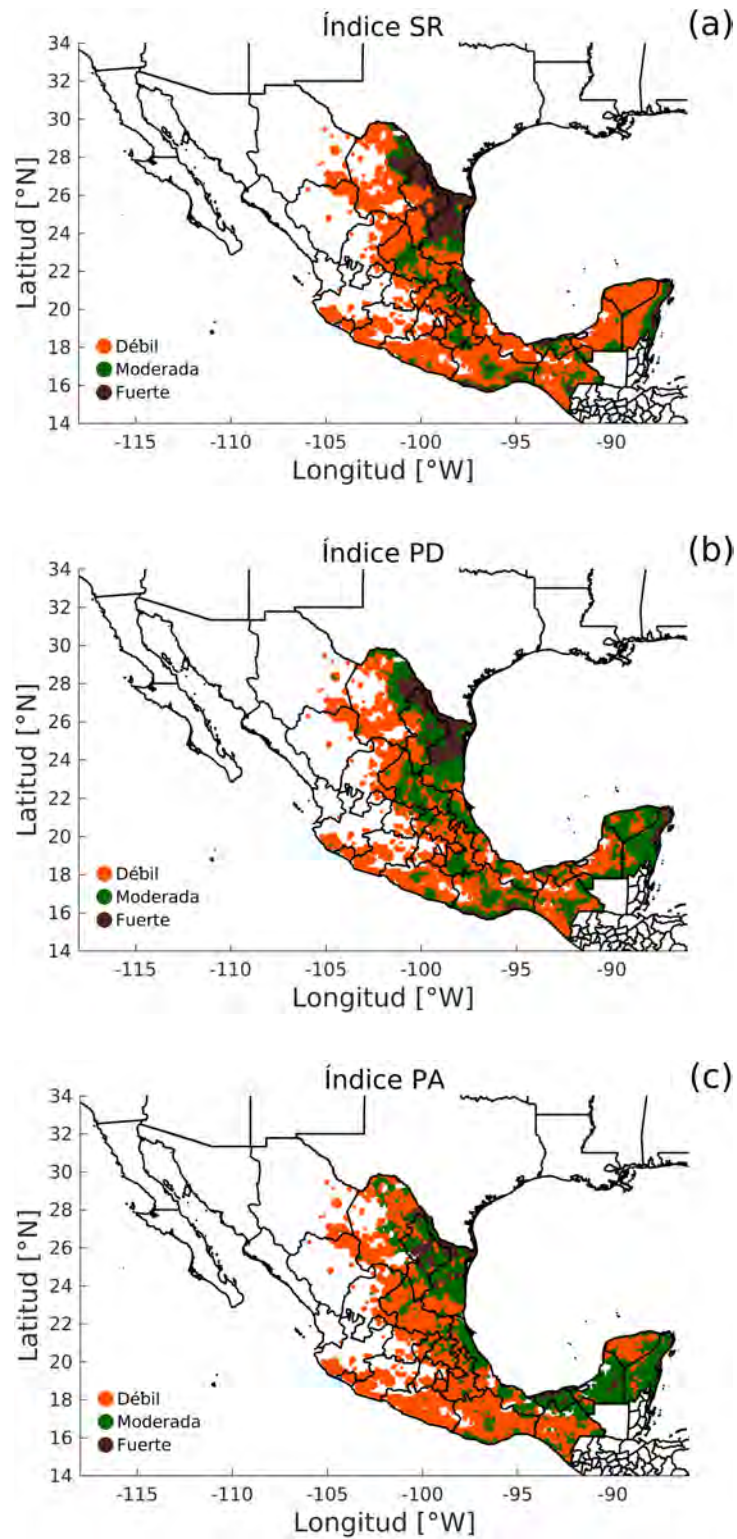 Índice SR
(a)
34
32
30
28
26
24
22
20
18
16
14
Latitud [°N]
Débil
Moderada
Fuerte
-115
-110
-105
-100
-95
-90
Longitud [°W]
Índice PD
(b)
34
32
30
28
26
24
22
20
18
16
14
Latitud [°N]
Débil
Moderada
Fuerte
-115
-110
-105
-100
-95
-90
Longitud [°W]
Índice PA
(c)
34
32
30
28
26
24
22
20
18
16
14
Latitud [°N]
Débil
Moderada
Fuerte
-115
-110
-105
-100
-95
-90
Longitud [°W]